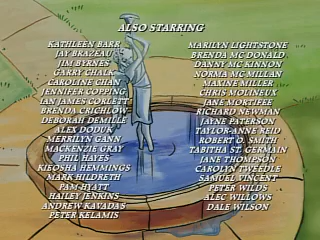 ALSO STARRING
KATHLEEN BARR
JAY BRAZEAU
JIM BYRNES
GARRY CHALK
CAROLINE CHAN
JENNIFER COPPING
IAN JAMES CORLETT
BRENDA CRICHLOW
DEBORAH DEMILLE
ALEX DODUK
MERRILYN GANN
MACKENZIE GRAY
PHIL HAYES
KIEOSHA HEMMINGS
MARK HILDRETH
PAM HYATT
HAILEY JENKINS
ANDREW KAVADAS
PETER KELAMIS
MARILYN LIGHTSTONE
BRENDA MC DONALD
DANNY MC KINNON
NORMA MC MILLAN
MAXINE MILLER
CHRIS MOLINEUX
JANE MORTIFEE
RICHARD NEWMAN
JAYNE PATERSON
TAYLOR-ANNE REID
ROBERT O. SMITH
TABITHA ST. GERMAIN
JANE THOMPSON
CAROLYN TWEEDLE
SAMUEL VINCENT
PETER WILDS
ALEC WILLOWS
DALE WILSON